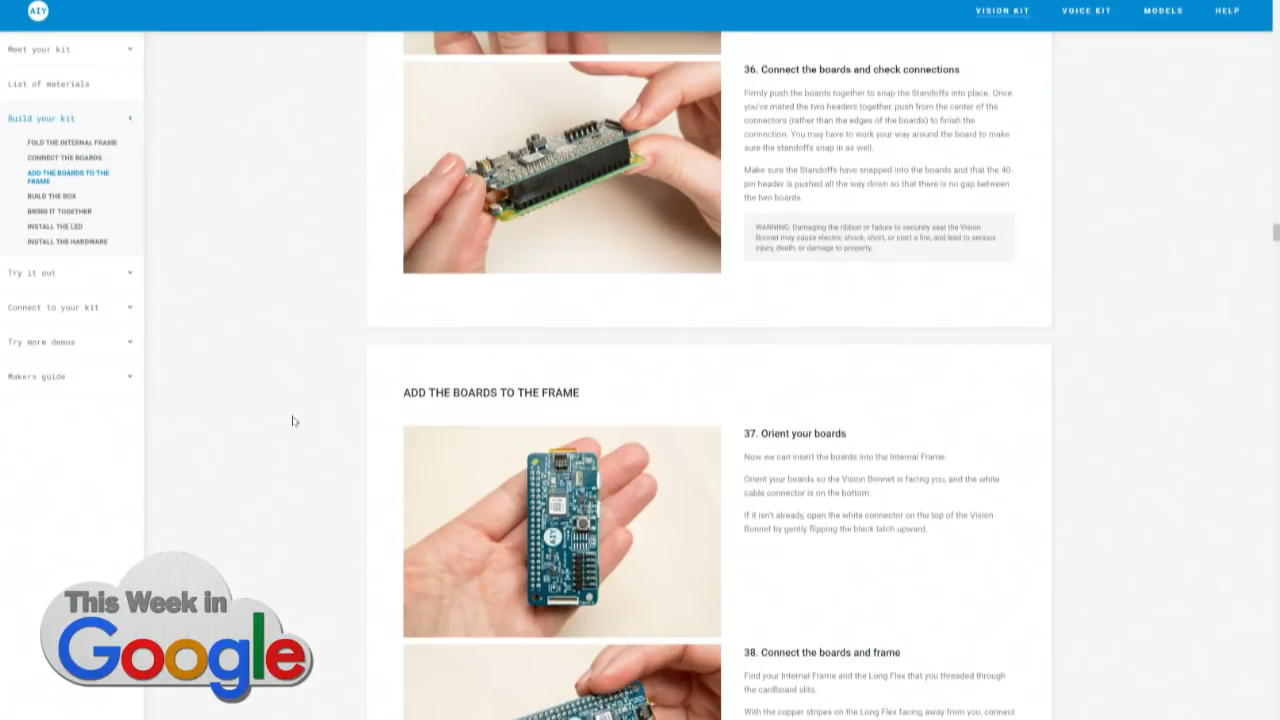 AIY
VISION KIT
VOICE KIT
MODELS
HELP
Meet your kit
List of materials
Build your kit
FOLD THE INTERNAL FRAME
CONNECT THE BOARDS
ADD THE BOARDS TO THE
FRAME
BUILD THE BOX
BRING IT TOGETHER
INSTALL THE LED
INSTALL THE HARDWARE
Try it out
Connect to your kit
Try more demos
Makers guide
36. Connect the boards and check connections
Firmly push the boards together to snap the Standoffs into place. Once
you've mated the two headers together, push from the center of the
connectors (rather than the edges of the boards) to finish the
connection. You may have to work your way around the board to make
sure the standoffs snap in as well.
Make sure the Standoffs have snapped into the boards and that the 40-
pin header is pushed all the way down so that there is no gap between
the two boards.
WARNING: Damaging the ribbon or failure to securely seat the Vision
Bonnet may cause electric shock, short, or start a fire, and lead to serious
injury, death, or damage to property.
ADD THE BOARDS TO THE FRAME
37. Orient your boards
Now we can insert the boards into the Internal Frame.
Orient your boards so the Vision Bonnet is facing you, and the white
cable connector is on the bottom.
If it isn't already, open the white connector on the top of the Vision
Bonnet by gently flipping the black latch upward.
AIY
38. Connect the boards and frame
Find your Internal Frame and the Long Flex that you threaded through
the cardboard slits.
With the copper stripes on the Long Flex facing away from you, connect
This Week in
Google